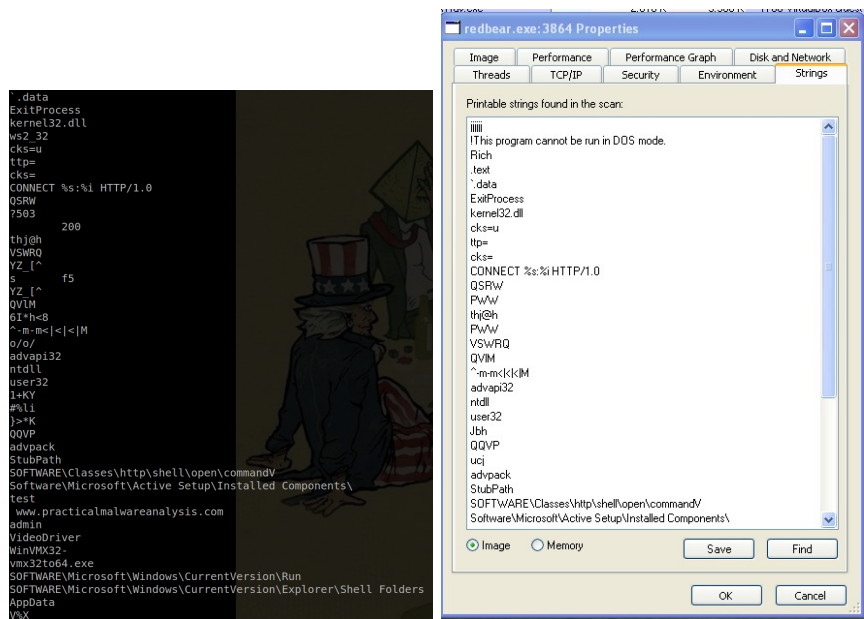 `.data
ExitProcess
kernel32.dll
ws2_32
cks=u
ttp=
cks=
CONNECT %s:%i HTTP/1.0
QSRW
?503
200
thj@h
VSWRQ
YZ_[^
s f5
YZ_[^
QVlM
6I*h<8
^-m-m<|<|<|M
o/o/
advapi32
ntdll
user32
1+KY
#%li
}>*K
QQVP
advpack
StubPath
SOFTWARE\Classes\http\shell\open\commandV
Software\Microsoft\Active Setup\Installed Components\
test
www.practicalmalwareanalysis.com
admin
VideoDriver
WinVMX32-
vmx32to64.exe
SOFTWARE\Microsoft\Windows\CurrentVersion\Run
SOFTWARE\Microsoft\Windows\CurrentVersion\Explorer\Shell Folders
AppData
V%X
redbear.exe:3864 Properties
Image Performance Performance Graph Disk and Network
Threads TCP/IP Security Environment Strings
Printable strings found in the scan:
!This program cannot be run in DOS mode.
Rich
.text
`.data
ExitProcess
kernel32.dll
cks=u
ttp=
cks=
CONNECT %s:%i HTTP/1.0
QSRW
PWW
thj@h
PWW
VSWRQ
QVlM
^-m-m<|<|<|M
advapi32
ntdll
user32
Jbh
QQVP
ucj
advpack
StubPath
SOFTWARE\Classes\http\shell\open\commandV
Software\Microsoft\Active Setup\Installed Components\
Image Memory Save Find
OK Cancel